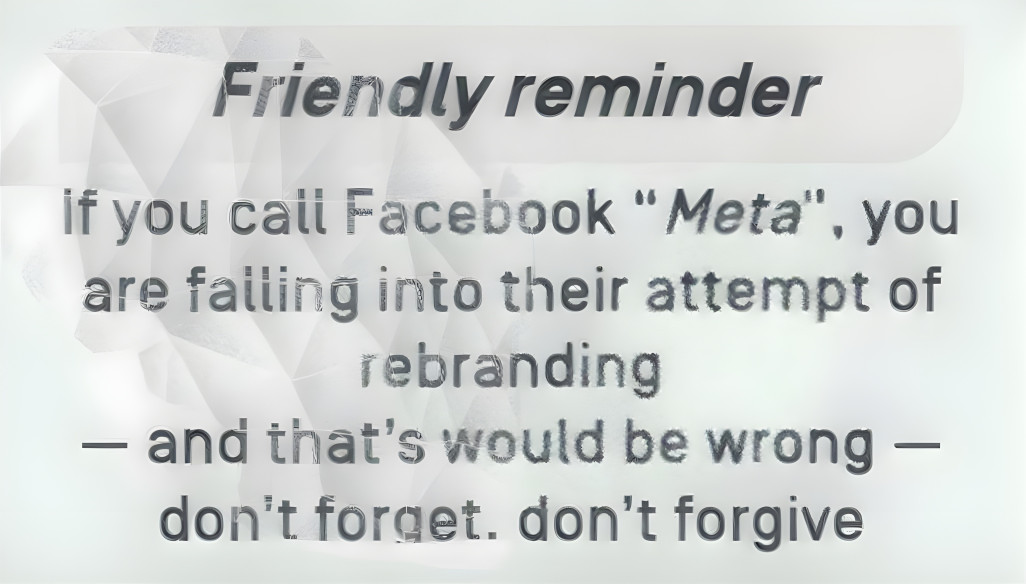 Friendly reminder
If you call Facebook “Meta”, you
are falling into their attempt of
rebranding
— and that’s would be wrong —
don’t forget. don’t forgive